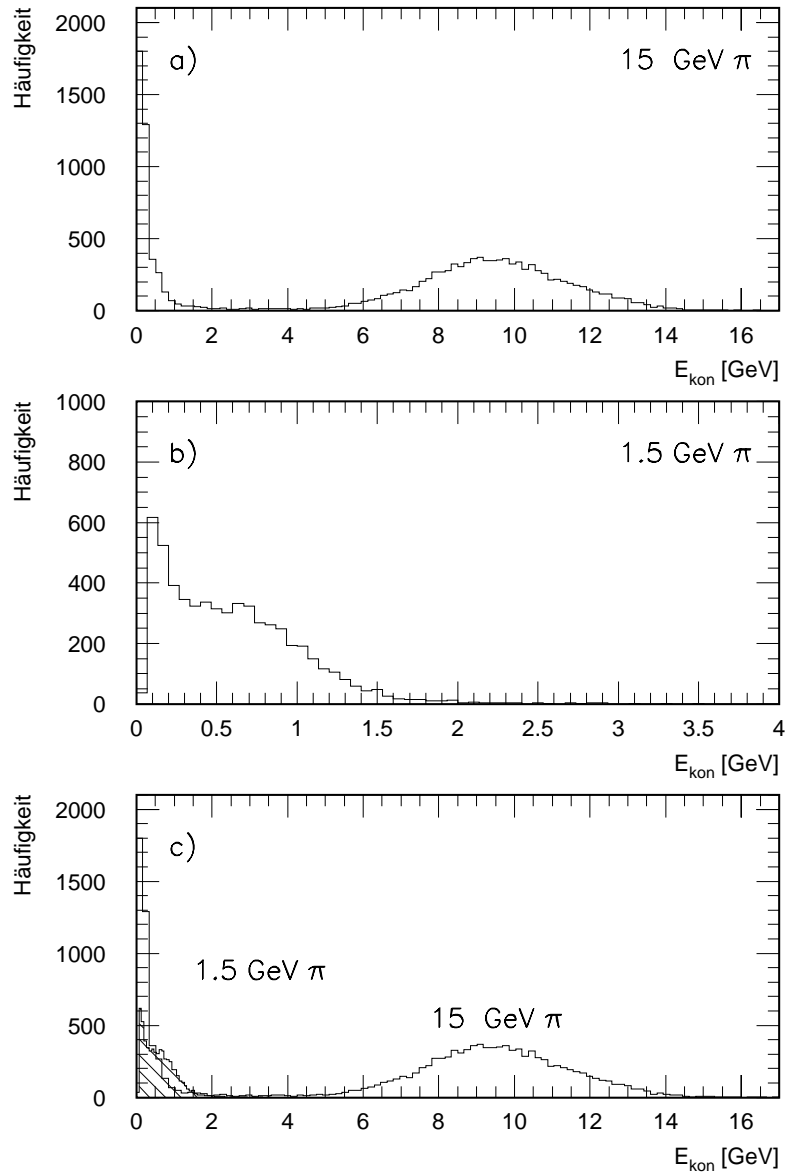 Häufigkeit
2000
1500
1000
500
0
a)
15 GeV π
0 2 4 6 8 10 12 14 16
E_kon [GeV]
Häufigkeit
1000
800
600
400
200
0
b)
1.5 GeV π
0 0.5 1 1.5 2 2.5 3 3.5 4
E_kon [GeV]
Häufigkeit
2000
1500
1000
500
0
c)
1.5 GeV π
15 GeV π
0 2 4 6 8 10 12 14 16
E_kon [GeV]